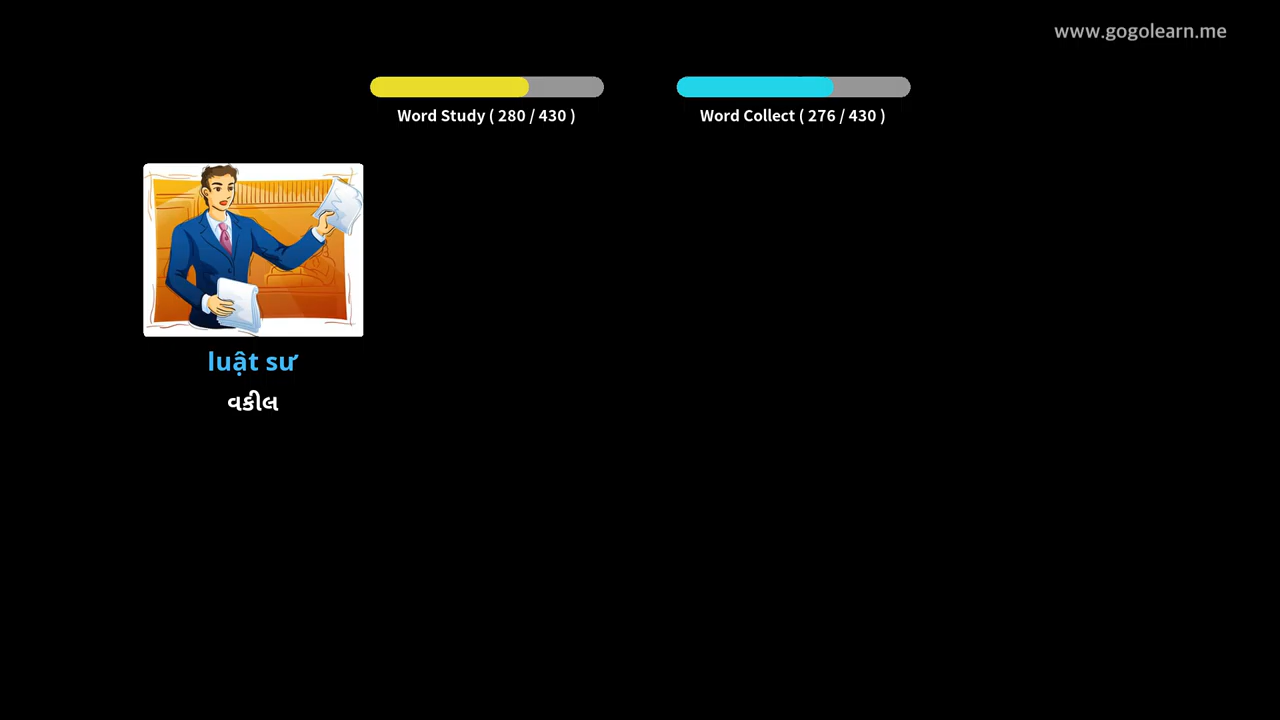 www.gogolearn.me
Word Study ( 280 / 430 )
Word Collect ( 276 / 430 )
luật sư
વકીલ